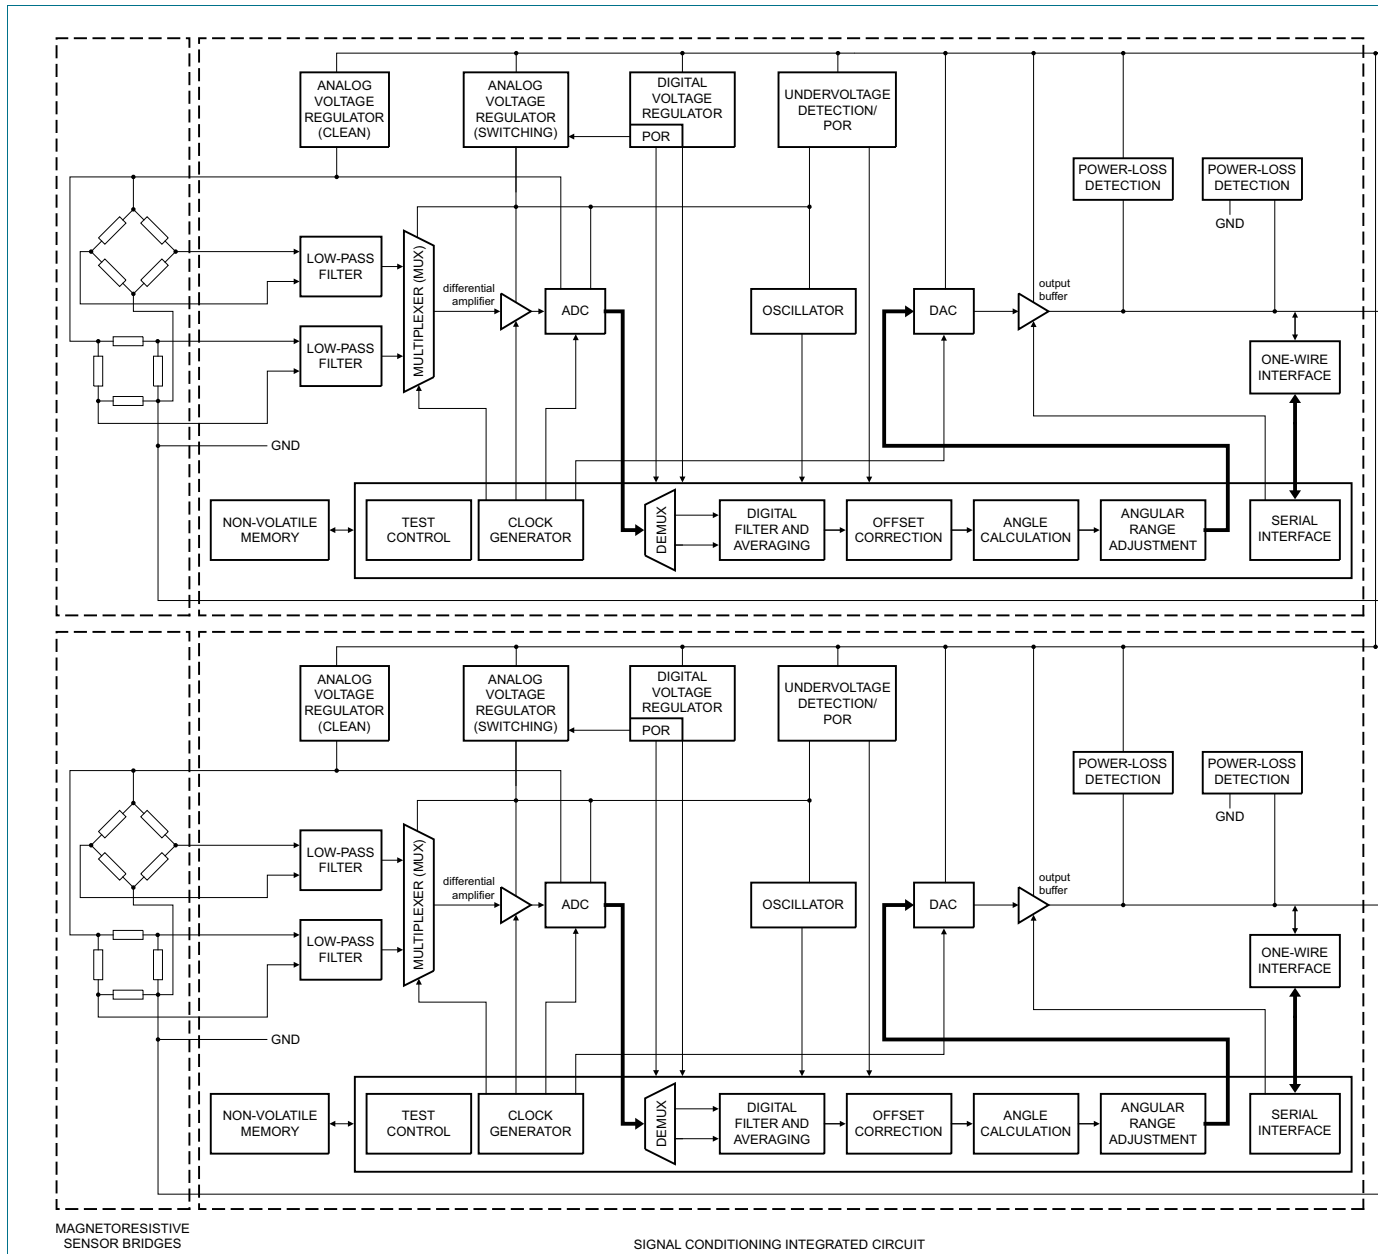 ANALOG
VOLTAGE
REGULATOR
(CLEAN)
ANALOG
VOLTAGE
REGULATOR
(SWITCHING)
DIGITAL
VOLTAGE
REGULATOR
POR
UNDERVOLTAGE
DETECTION/
POR
POWER-LOSS
DETECTION
POWER-LOSS
DETECTION
GND
LOW-PASS
FILTER
LOW-PASS
FILTER
MULTIPLEXER (MUX)
differential
amplifier
ADC
OSCILLATOR
DAC
output
buffer
ONE-WIRE
INTERFACE
GND
NON-VOLATILE
MEMORY
TEST
CONTROL
CLOCK
GENERATOR
DEMUX
DIGITAL
FILTER AND
AVERAGING
OFFSET
CORRECTION
ANGLE
CALCULATION
ANGULAR
RANGE
ADJUSTMENT
SERIAL
INTERFACE
ANALOG
VOLTAGE
REGULATOR
(CLEAN)
ANALOG
VOLTAGE
REGULATOR
(SWITCHING)
DIGITAL
VOLTAGE
REGULATOR
POR
UNDERVOLTAGE
DETECTION/
POR
POWER-LOSS
DETECTION
POWER-LOSS
DETECTION
GND
LOW-PASS
FILTER
LOW-PASS
FILTER
MULTIPLEXER (MUX)
differential
amplifier
ADC
OSCILLATOR
DAC
output
buffer
ONE-WIRE
INTERFACE
GND
NON-VOLATILE
MEMORY
TEST
CONTROL
CLOCK
GENERATOR
DEMUX
DIGITAL
FILTER AND
AVERAGING
OFFSET
CORRECTION
ANGLE
CALCULATION
ANGULAR
RANGE
ADJUSTMENT
SERIAL
INTERFACE
MAGNETORESISTIVE
SENSOR BRIDGES
SIGNAL CONDITIONING INTEGRATED CIRCUIT